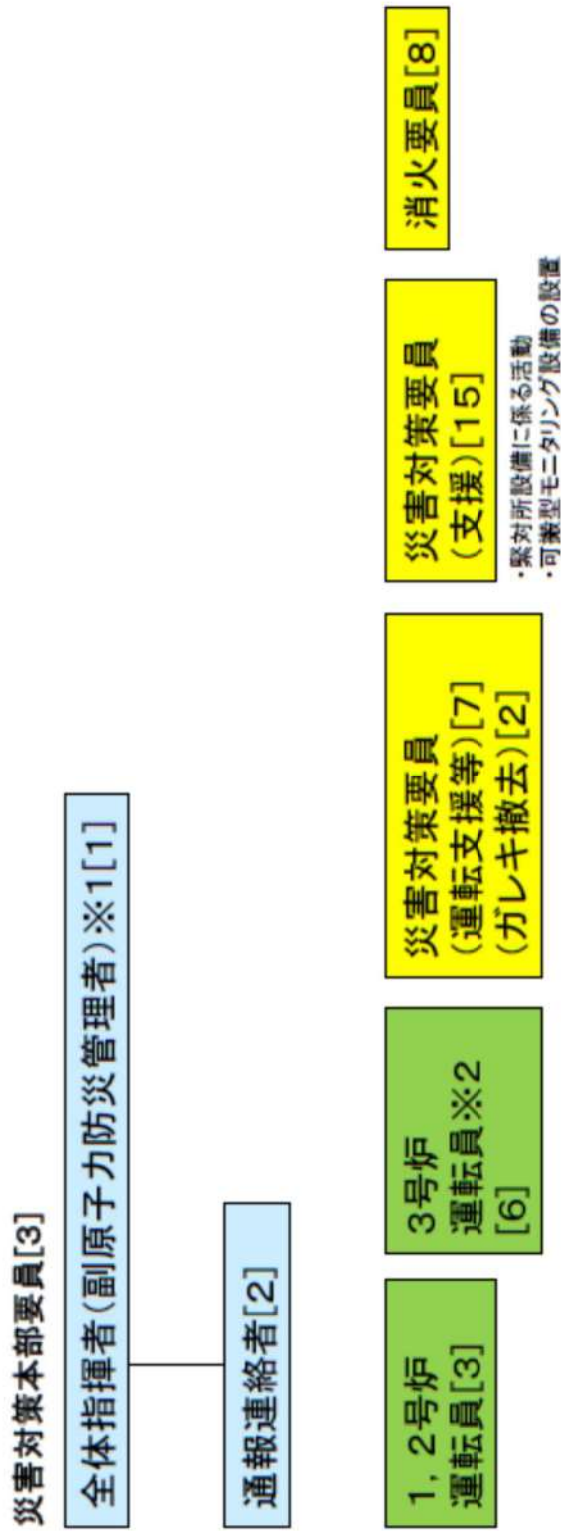 災害対策本部要員[3]
全体指揮者(副原子力防災管理者)※1[1]
通報連絡者[2]
1,2号炉
運転員[3]
3号炉
運転員※2
[6]
災害対策要員
(運転支援等)[7]
(ガレキ撤去)[2]
災害対策要員
(支援)[15]
・緊対所設備に係る活動
・可搬型モニタリング設備の設置
消火要員[8]